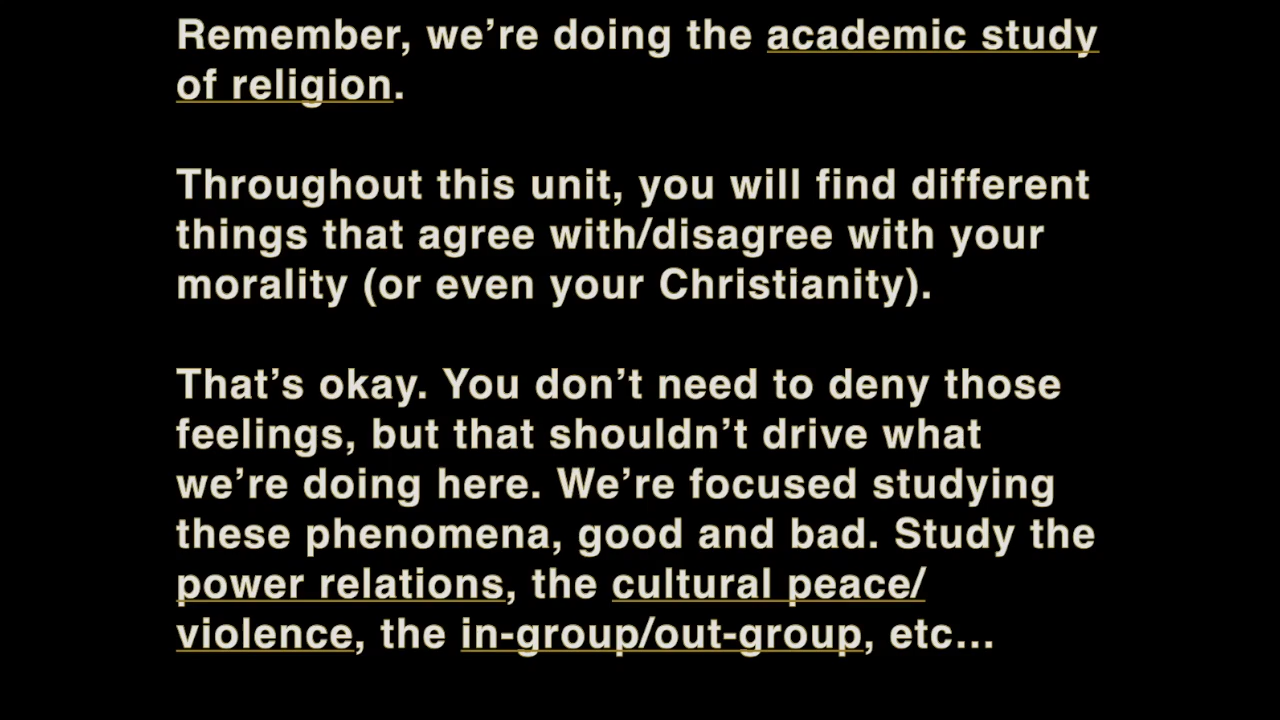 Remember, we’re doing the academic study
of religion.
Throughout this unit, you will find different
things that agree with/disagree with your
morality (or even your Christianity).
That’s okay. You don’t need to deny those
feelings, but that shouldn’t drive what
we’re doing here. We’re focused studying
these phenomena, good and bad. Study the
power relations, the cultural peace/
violence, the in-group/out-group, etc...